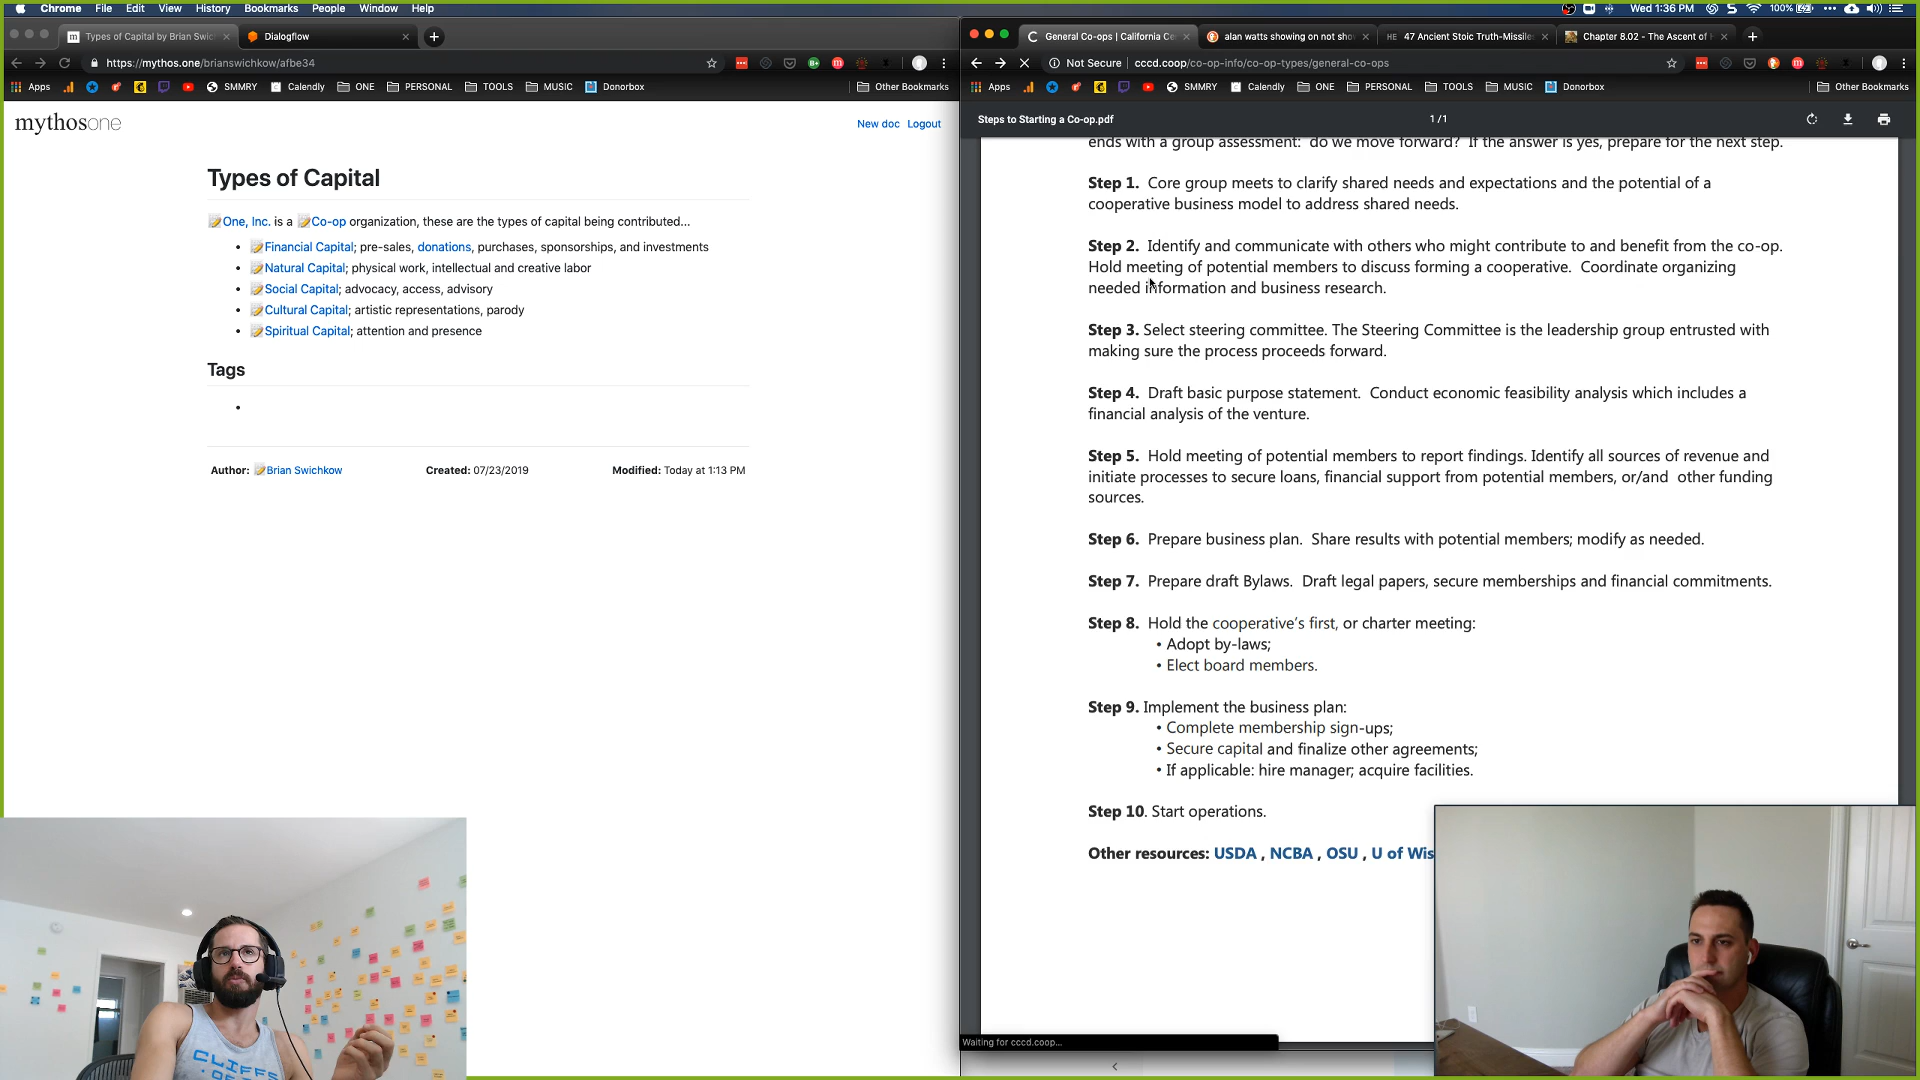 Chrome File Edit View History Bookmarks People Window Help
Wed 1:36 PM
100%
Types of Capital by Brian Swic
Dialogflow
https://mythos.one/brianswichkow/afbe34
Apps
SMMRY
Calendly
ONE
PERSONAL
TOOLS
MUSIC
Donorbox
Other Bookmarks
mythosone
New doc Logout
Types of Capital
One, Inc. is a Co-op organization, these are the types of capital being contributed...
• Financial Capital; pre-sales, donations, purchases, sponsorships, and investments
• Natural Capital; physical work, intellectual and creative labor
• Social Capital; advocacy, access, advisory
• Cultural Capital; artistic representations, parody
• Spiritual Capital; attention and presence
Tags
•
Author: Brian Swichkow Created: 07/23/2019 Modified: Today at 1:13 PM
CLIFFS
General Co-ops | California Ce
alan watts showing on not sho
HE 47 Ancient Stoic Truth-Missile
Chapter 8.02 - The Ascent of
Not Secure | cccd.coop/co-op-info/co-op-types/general-co-ops
Apps
SMMRY
Calendly
ONE
PERSONAL
TOOLS
MUSIC
Donorbox
Other Bookmarks
Steps to Starting a Co-op.pdf
1 / 1
ends with a group assessment: do we move forward? If the answer is yes, prepare for the next step.
Step 1. Core group meets to clarify shared needs and expectations and the potential of a
cooperative business model to address shared needs.
Step 2. Identify and communicate with others who might contribute to and benefit from the co-op.
Hold meeting of potential members to discuss forming a cooperative. Coordinate organizing
needed information and business research.
Step 3. Select steering committee. The Steering Committee is the leadership group entrusted with
making sure the process proceeds forward.
Step 4. Draft basic purpose statement. Conduct economic feasibility analysis which includes a
financial analysis of the venture.
Step 5. Hold meeting of potential members to report findings. Identify all sources of revenue and
initiate processes to secure loans, financial support from potential members, or/and other funding
sources.
Step 6. Prepare business plan. Share results with potential members; modify as needed.
Step 7. Prepare draft Bylaws. Draft legal papers, secure memberships and financial commitments.
Step 8. Hold the cooperative's first, or charter meeting:
• Adopt by-laws;
• Elect board members.
Step 9. Implement the business plan:
• Complete membership sign-ups;
• Secure capital and finalize other agreements;
• If applicable: hire manager; acquire facilities.
Step 10. Start operations.
Other resources: USDA , NCBA , OSU , U of Wis
Waiting for cccd.coop...